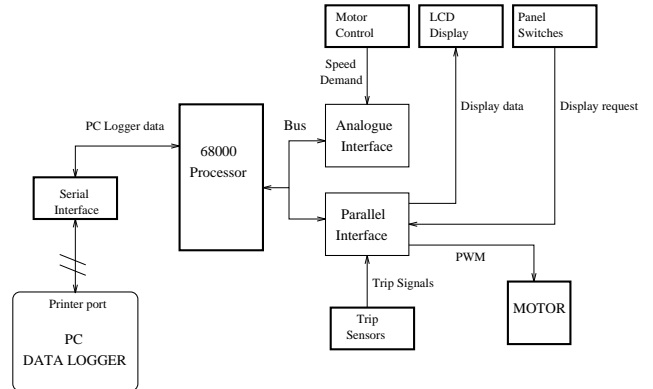 Motor
Control
LCD
Display
Panel
Switches
Speed
Demand
Display data
Display request
PC Logger data
68000
Processor
Bus
Analogue
Interface
Serial
Interface
Parallel
Interface
PWM
Trip Signals
Printer port
PC
DATA LOGGER
Trip
Sensors
MOTOR